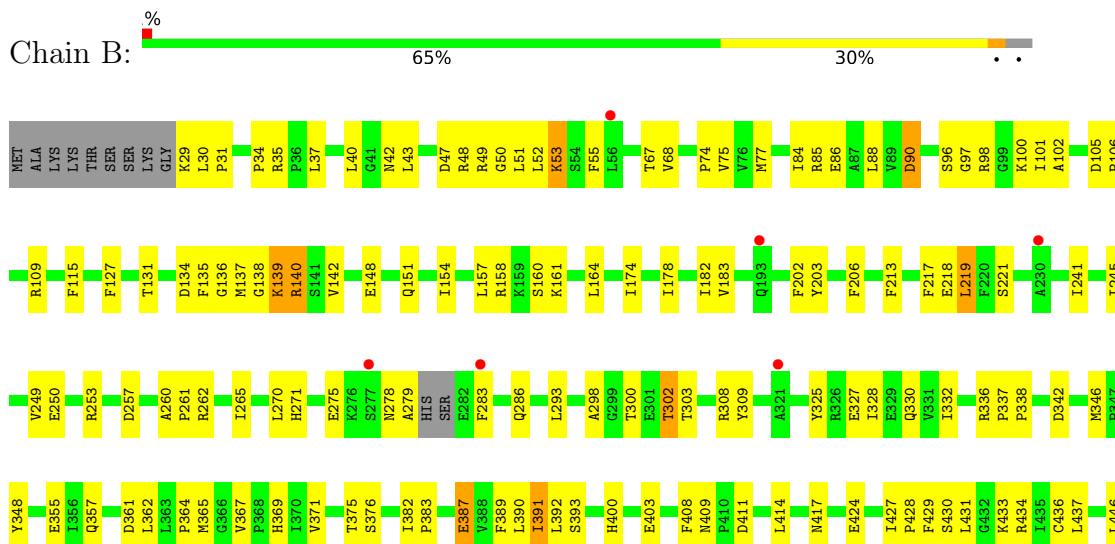 %
Chain B:
65% 30% • •
MET ALA LYS LYS THR SER SER LYS GLY K29 L30 P31 P34 R35 P36 L37 L40 G41 N42 L43 D47 R48 R49 G50 L51 L52 K53 S54 F55 L56 T67 V68 P74 V75 V76 M77 I84 R85 E86 A87 L88 V89 D90 S96 G97 R98 G99 K100 I101 A102 D105
R109 F115 F127 T131 D134 F135 G136 M137 G138 K139 R140 S141 V142 E148 Q151 I154 L157 R158 K159 S160 K161 L164 I174 I178 I182 V183 Q193 F202 Y203 F206 F213 F217 E218 L219 F220 S221 A230 I241
V249 E250 R253 D257 A260 P261 R262 I265 L270 H271 E275 K276 S277 N278 A279 HIS SER E282 F283 Q286 L293 A298 G299 T300 E301 T302 T303 R308 Y309 A321 Y325 R326 E327 I328 E329 Q330 V331 I332 R336 P337 P338 D342 M346
Y348 E355 I356 Q357 D361 L362 L363 P364 M365 G366 V367 P368 H369 I370 V371 T375 S376 I382 P383 E387 V388 F389 L390 I391 L392 S393 H400 E403 F408 N409 P410 D411 L414 N417 E424 I427 P428 F429 S430 L431 G432 K433 R434 I435 C436 L437